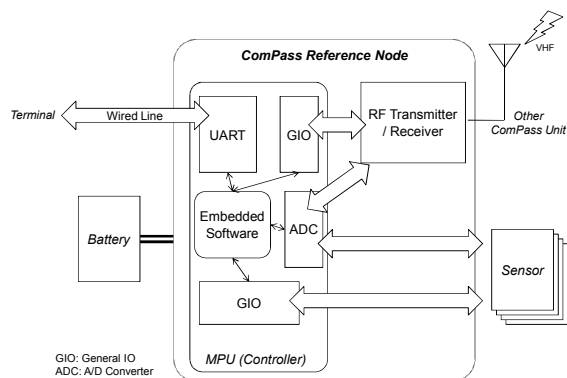 ComPass Reference Node
VHF
Terminal
Wired Line
UART
GIO
RF Transmitter
/ Receiver
Other
ComPass Unit
Embedded
Software
ADC
Battery
Sensor
GIO
MPU (Controller)
GIO: General IO
ADC: A/D Converter